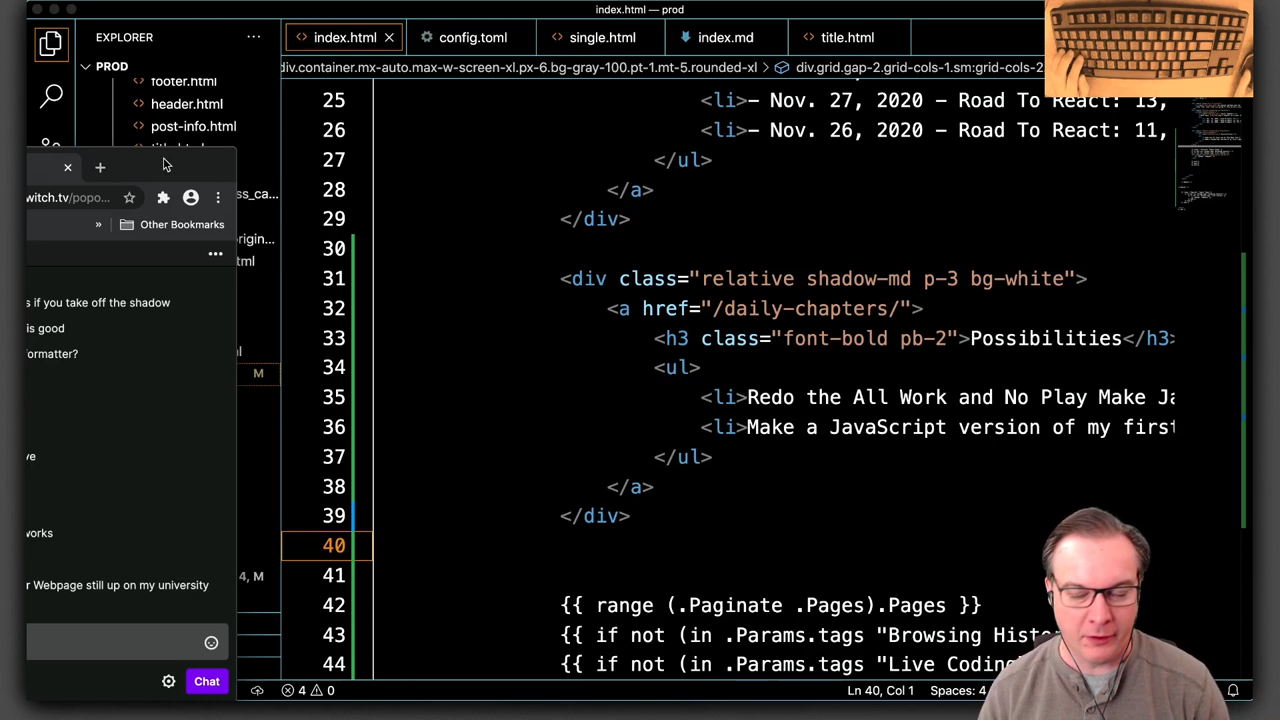 index.html — prod
EXPLORER
index.html
config.toml
single.html
index.md
title.html
PROD
div.container.mx-auto.max-w-screen-xl.px-6.bg-gray-100.pt-1.mt-5.rounded-xl > div.grid.gap-2.grid-cols-1.sm:grid-cols-2
footer.html
header.html
post-info.html
25 <li>- Nov. 27, 2020 - Road To React: 13,
26 <li>- Nov. 26, 2020 - Road To React: 11,
27 </ul>
28 </a>
29 </div>
30
31 <div class="relative shadow-md p-3 bg-white">
32 <a href="/daily-chapters/">
33 <h3 class="font-bold pb-2">Possibilities</h3>
34 <ul>
35 <li>Redo the All Work and No Play Make Ja
36 <li>Make a JavaScript version of my first
37 </ul>
38 </a>
39 </div>
40
41
42 {{ range (.Paginate .Pages).Pages }}
43 {{ if not (in .Params.tags "Browsing Histo
44 {{ if not (in .Params.tags "Live Coding
witch.tv/popo...
» Other Bookmarks
ss_ca...
origin...
tml
ml
M
4, M
s if you take off the shadow
is good
formatter?
ve
works
r Webpage still up on my university
Chat
4 0
Ln 40, Col 1
Spaces: 4